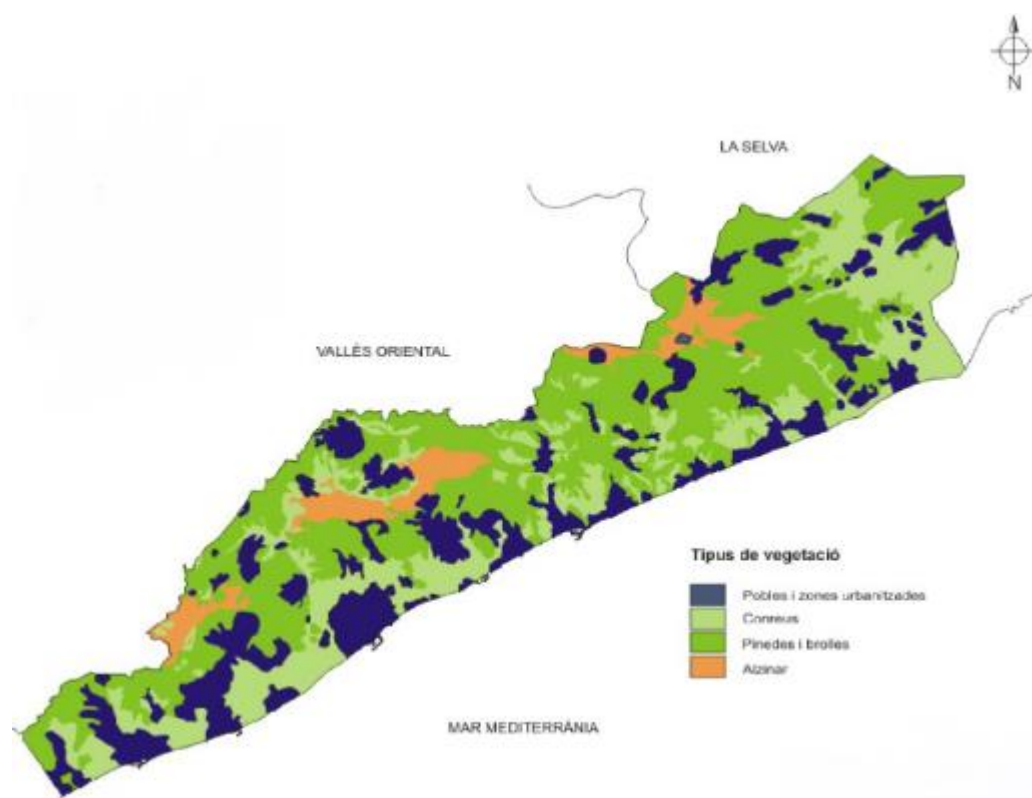 N
LA SELVA
VALLÈS ORIENTAL
Tipus de vegetació
Pobles i zones urbanitzades
Conreus
Pinedes i brolles
Alzinar
MAR MEDITERRÀNIA